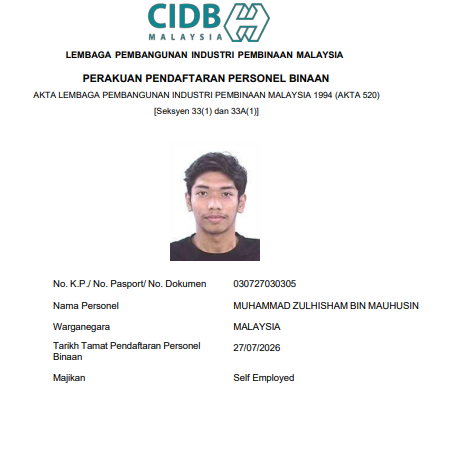 CIDB
MALAYSIA
LEMBAGA PEMBANGUNAN INDUSTRI PEMBINAAN MALAYSIA
PERAKUAN PENDAFTARAN PERSONEL BINAAN
AKTA LEMBAGA PEMBANGUNAN INDUSTRI PEMBINAAN MALAYSIA 1994 (AKTA 520)
[Seksyen 33(1) dan 33A(1)]
No. K.P./ No. Pasport/ No. Dokumen 030727030305
Nama Personel MUHAMMAD ZULHISHAM BIN MAUHUSIN
Warganegara MALAYSIA
Tarikh Tamat Pendaftaran Personel 27/07/2026
Binaan
Majikan Self Employed